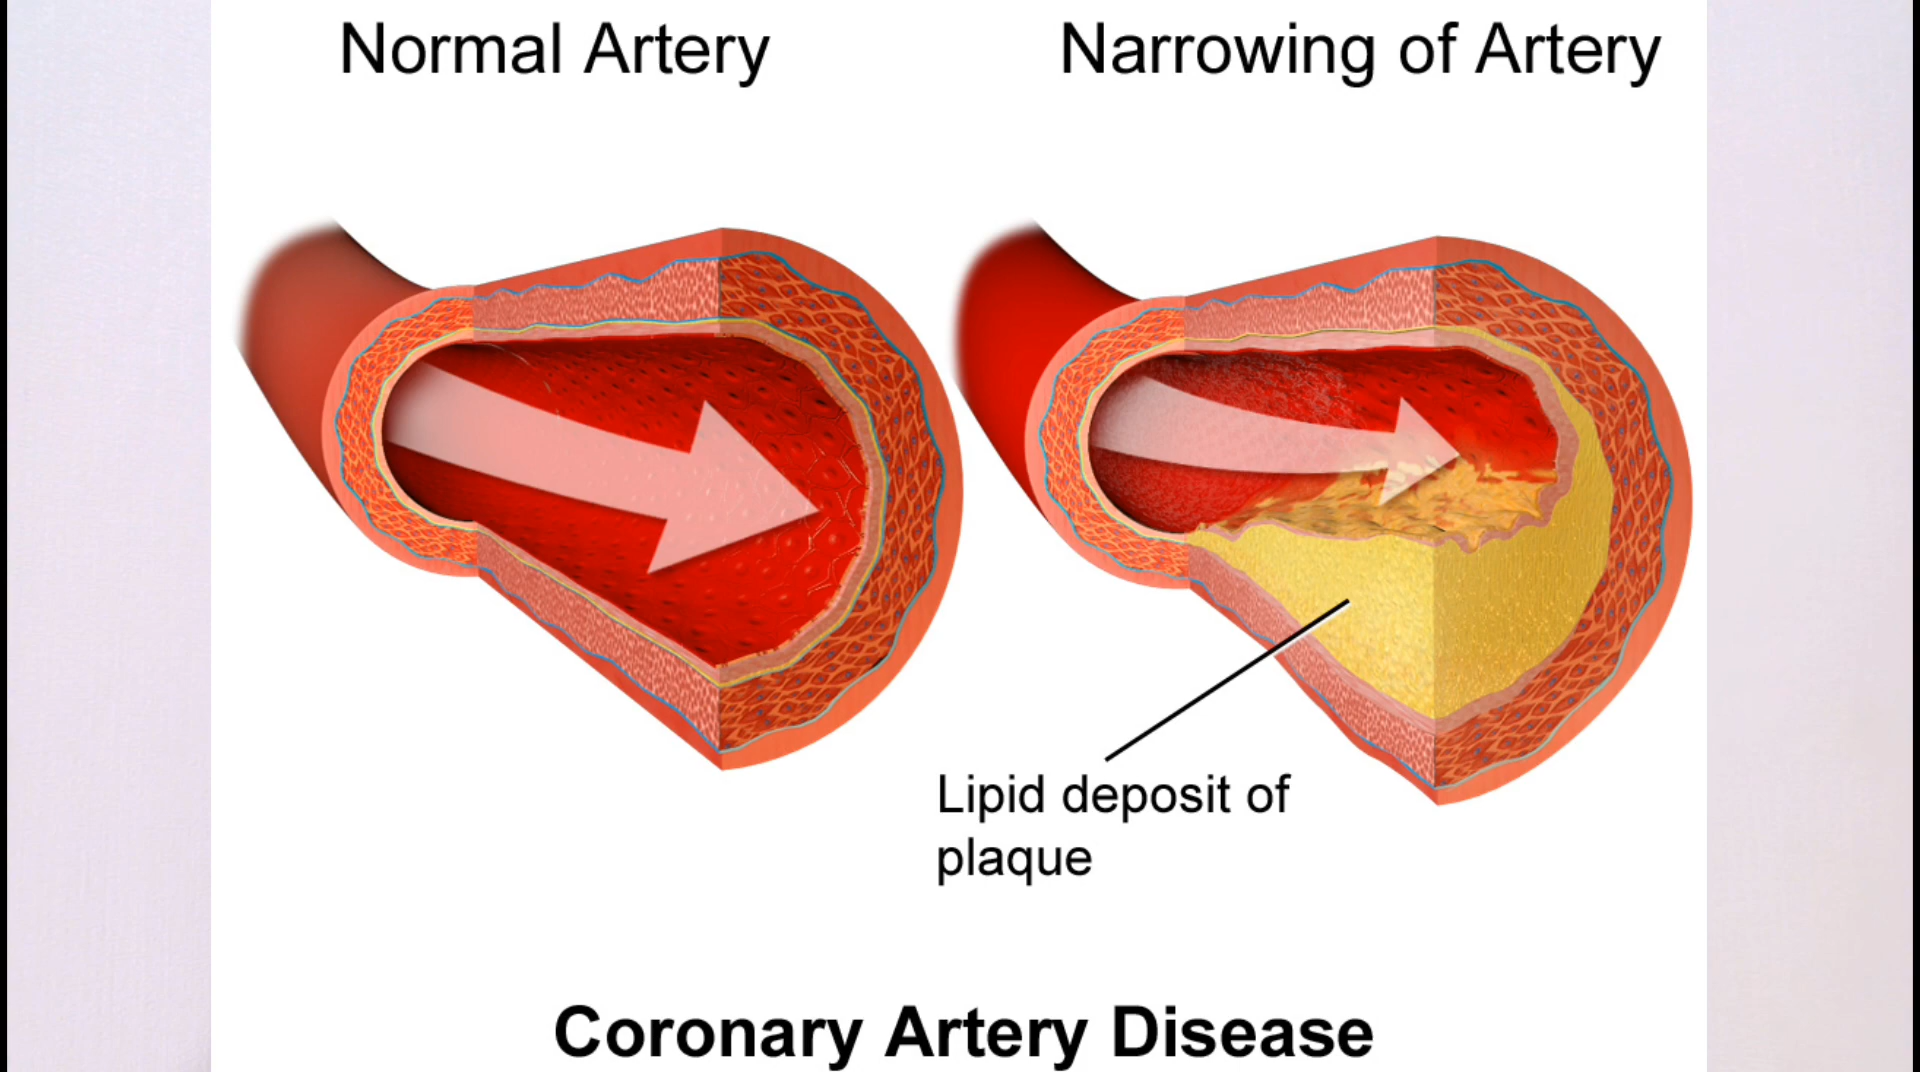 Normal Artery
Narrowing of Artery
Lipid deposit of
plaque
Coronary Artery Disease